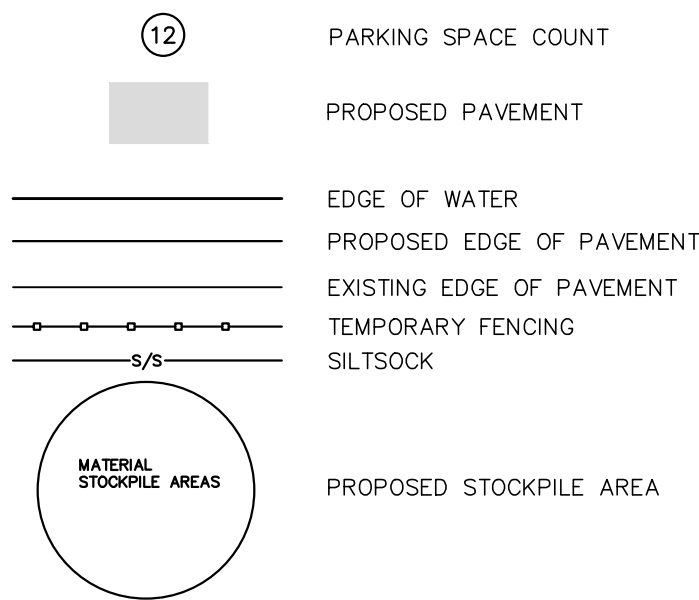 12 PARKING SPACE COUNT
PROPOSED PAVEMENT
EDGE OF WATER
PROPOSED EDGE OF PAVEMENT
EXISTING EDGE OF PAVEMENT
TEMPORARY FENCING
S/S SILTSOCK
MATERIAL
STOCKPILE AREAS
PROPOSED STOCKPILE AREA